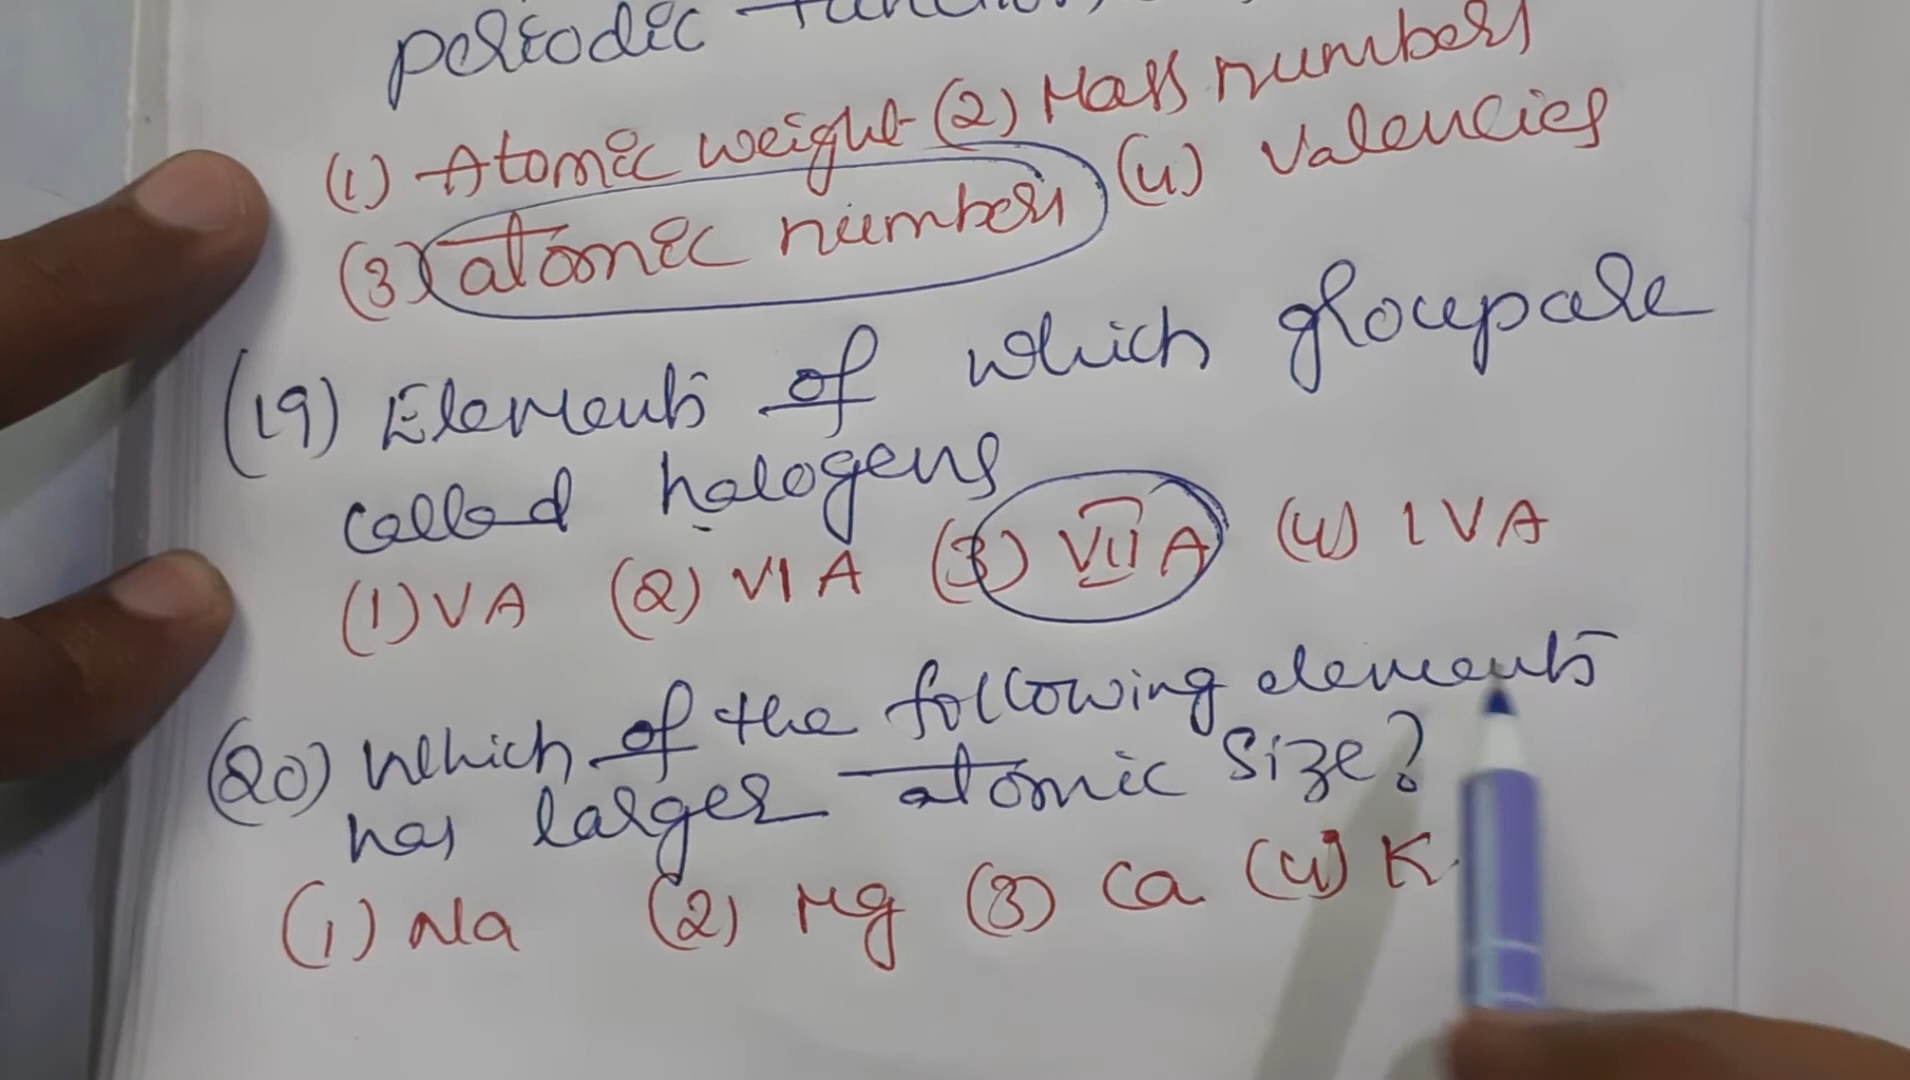 periodic function
(1) Atomic weight (2) Mass numbers
(3) atomic numbers (4) Valencies
(19) Elements of which group are
called halogens
(1) VA (2) VIA (3) VIIA (4) IVA
(20) Which of the following elements
has larger atomic size?
(1) Na (2) Mg (3) Ca (4) K